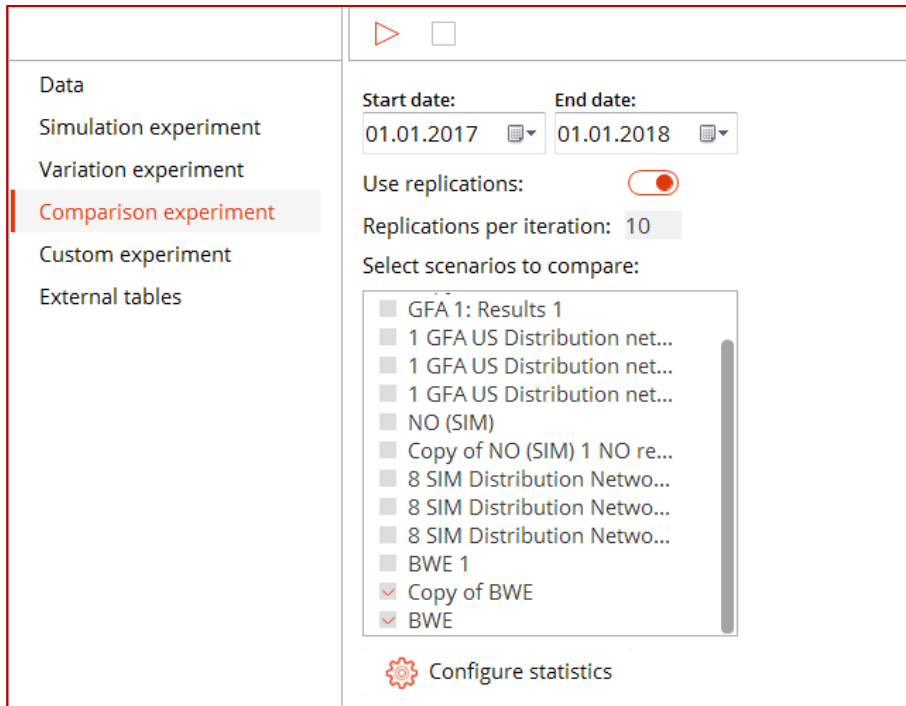 Data
Simulation experiment
Variation experiment
Comparison experiment
Custom experiment
External tables
Start date: End date:
01.01.2017 01.01.2018
Use replications:
Replications per iteration: 10
Select scenarios to compare:
GFA 1: Results 1
1 GFA US Distribution net...
1 GFA US Distribution net...
1 GFA US Distribution net...
NO (SIM)
Copy of NO (SIM) 1 NO re...
8 SIM Distribution Netwo...
8 SIM Distribution Netwo...
8 SIM Distribution Netwo...
BWE 1
Copy of BWE
BWE
Configure statistics